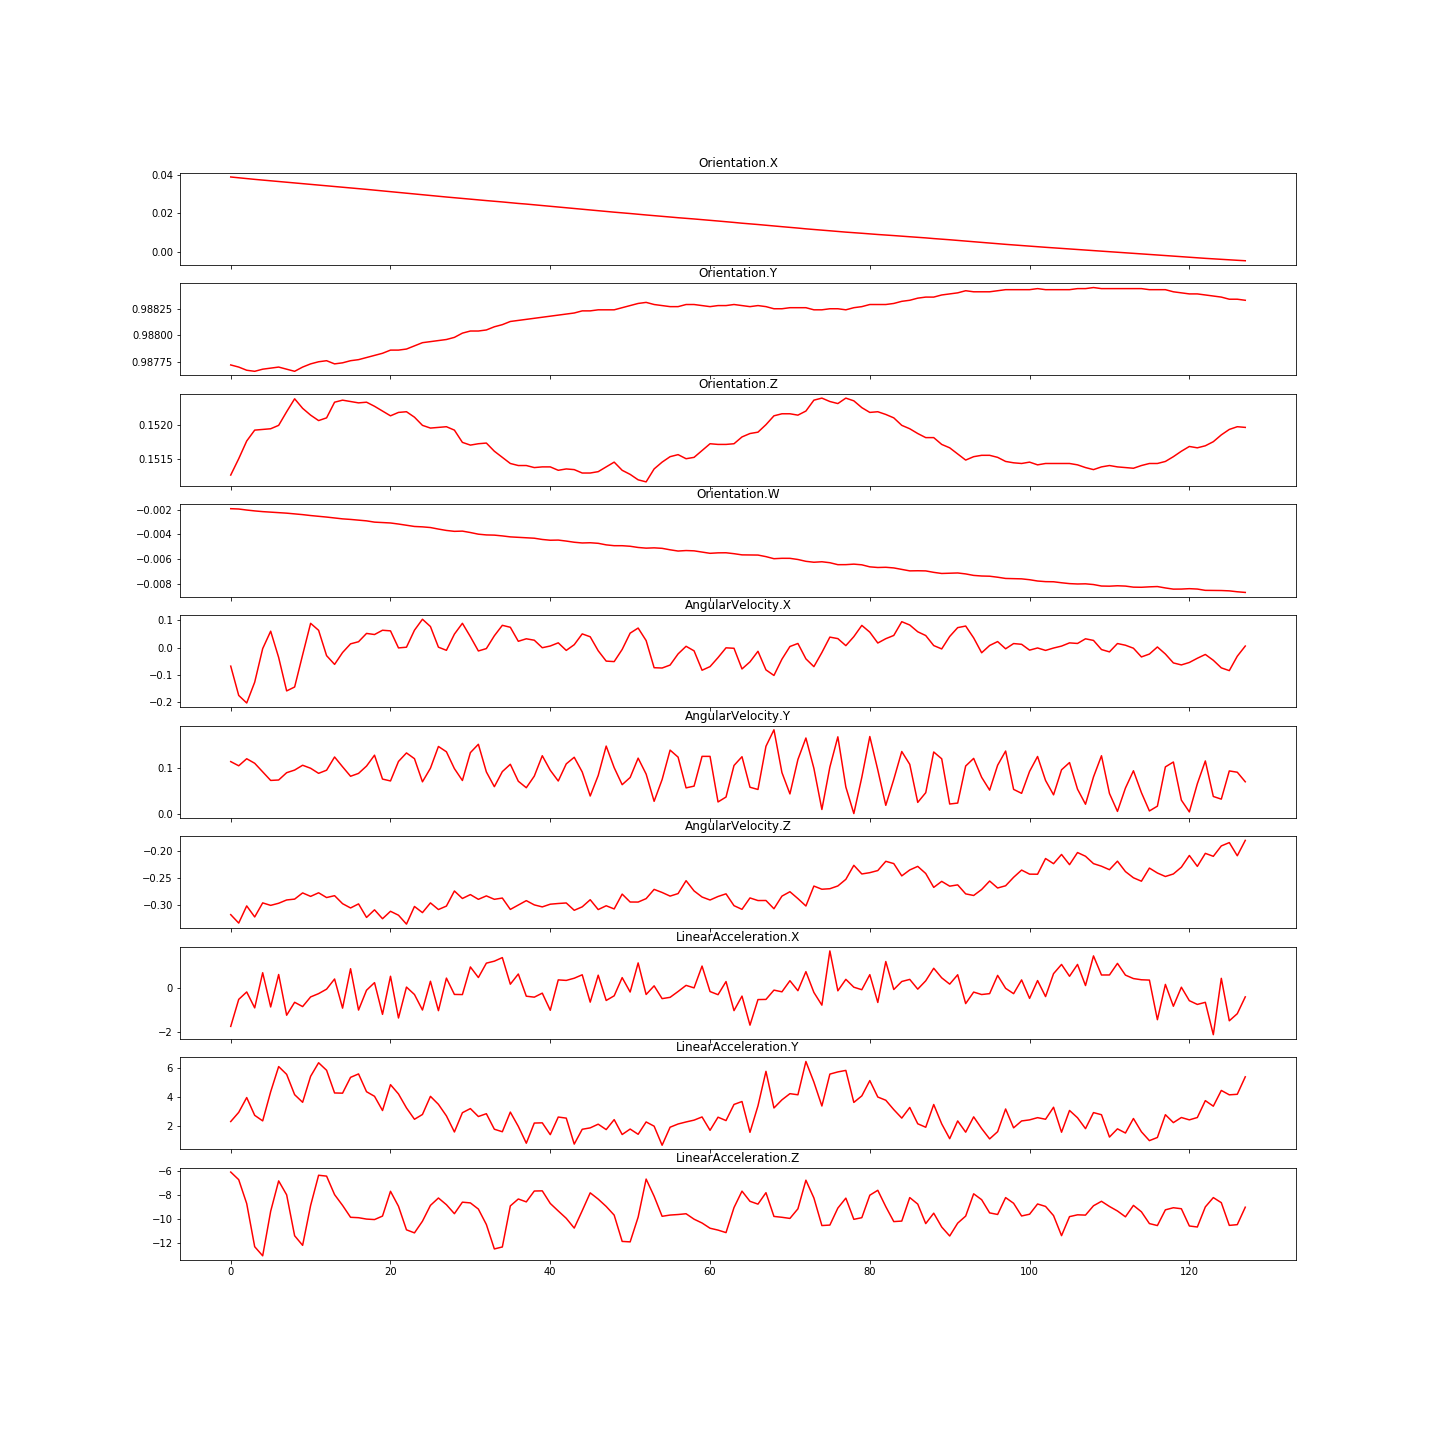 Orientation.X
0.04
0.02
0.00
Orientation.Y
0.98825
0.98800
0.98775
Orientation.Z
0.1520
0.1515
Orientation.W
−0.002
−0.004
−0.006
−0.008
AngularVelocity.X
0.1
0.0
−0.1
−0.2
AngularVelocity.Y
0.1
0.0
AngularVelocity.Z
−0.20
−0.25
−0.30
LinearAcceleration.X
0
−2
LinearAcceleration.Y
6
4
2
LinearAcceleration.Z
−6
−8
−10
−12
0 20 40 60 80 100 120